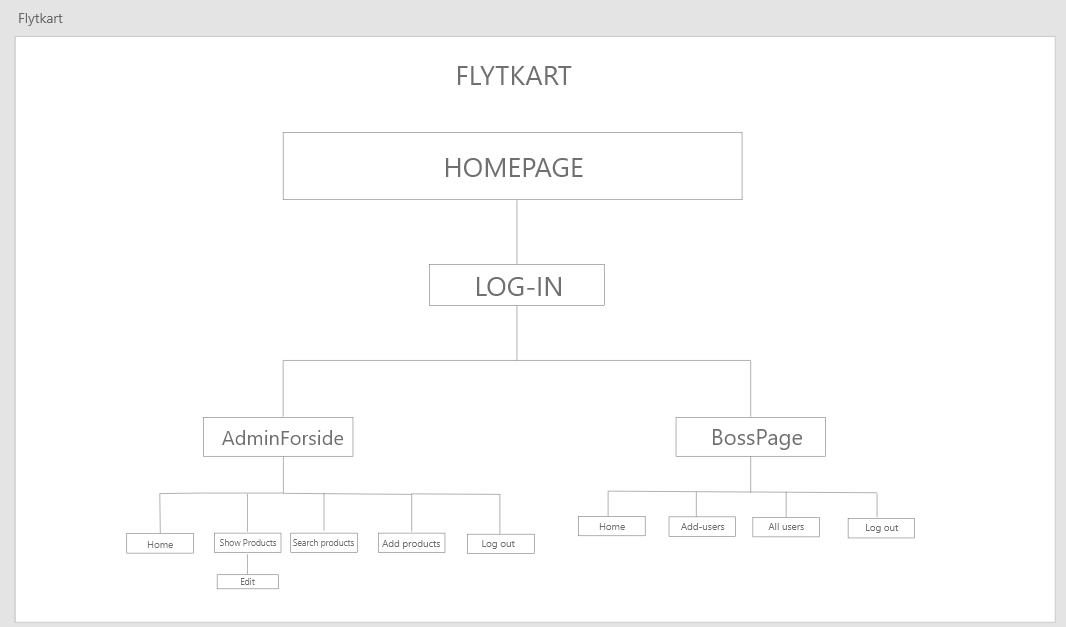 Flytkart
FLYTKART
HOMEPAGE
LOG-IN
AdminForside
BossPage
Home
Show Products
Search products
Add products
Log out
Edit
Home
Add-users
All users
Log out